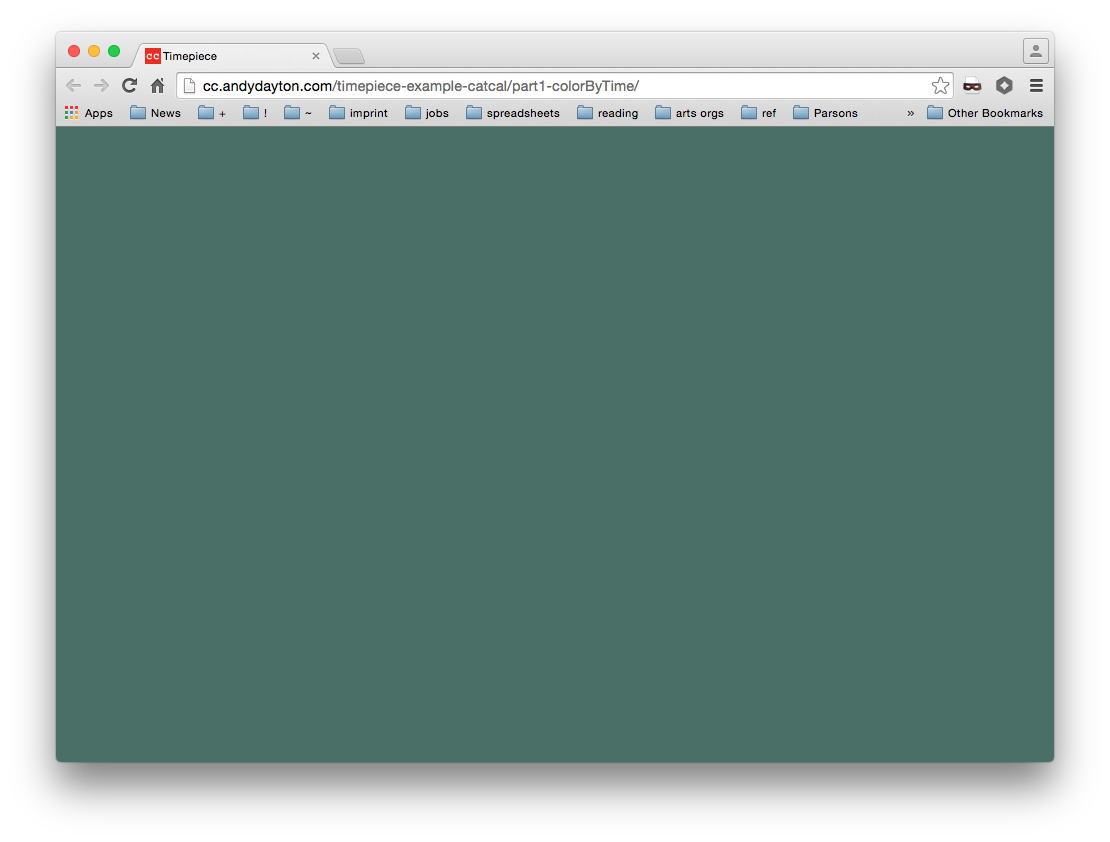 cc Timepiece
cc.andydayton.com/timepiece-example-catcal/part1-colorByTime/
Apps News + ! ~ imprint jobs spreadsheets reading arts orgs ref Parsons » Other Bookmarks